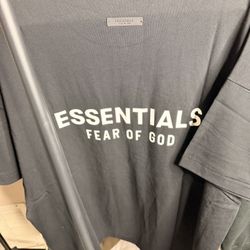 ESSENTIALS
FEAR OF GOD